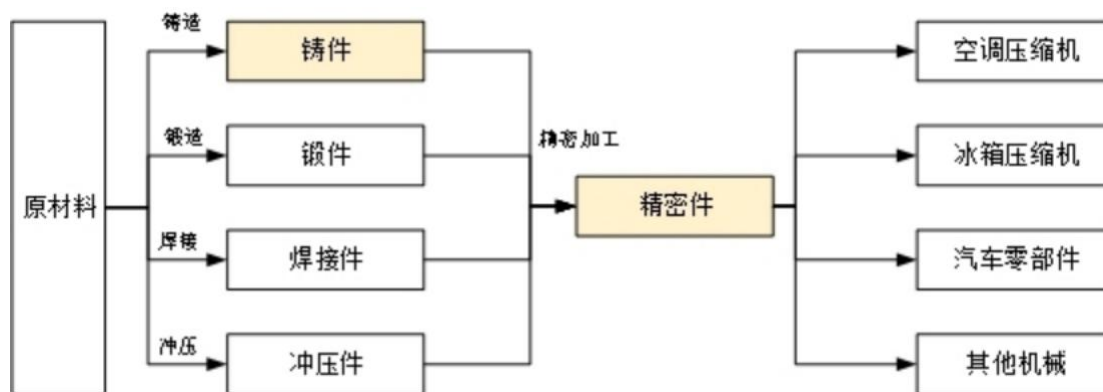 原材料
铸造
铸件
锻造
锻件
焊接
焊接件
冲压
冲压件
精密加工
精密件
空调压缩机
冰箱压缩机
汽车零部件
其他机械